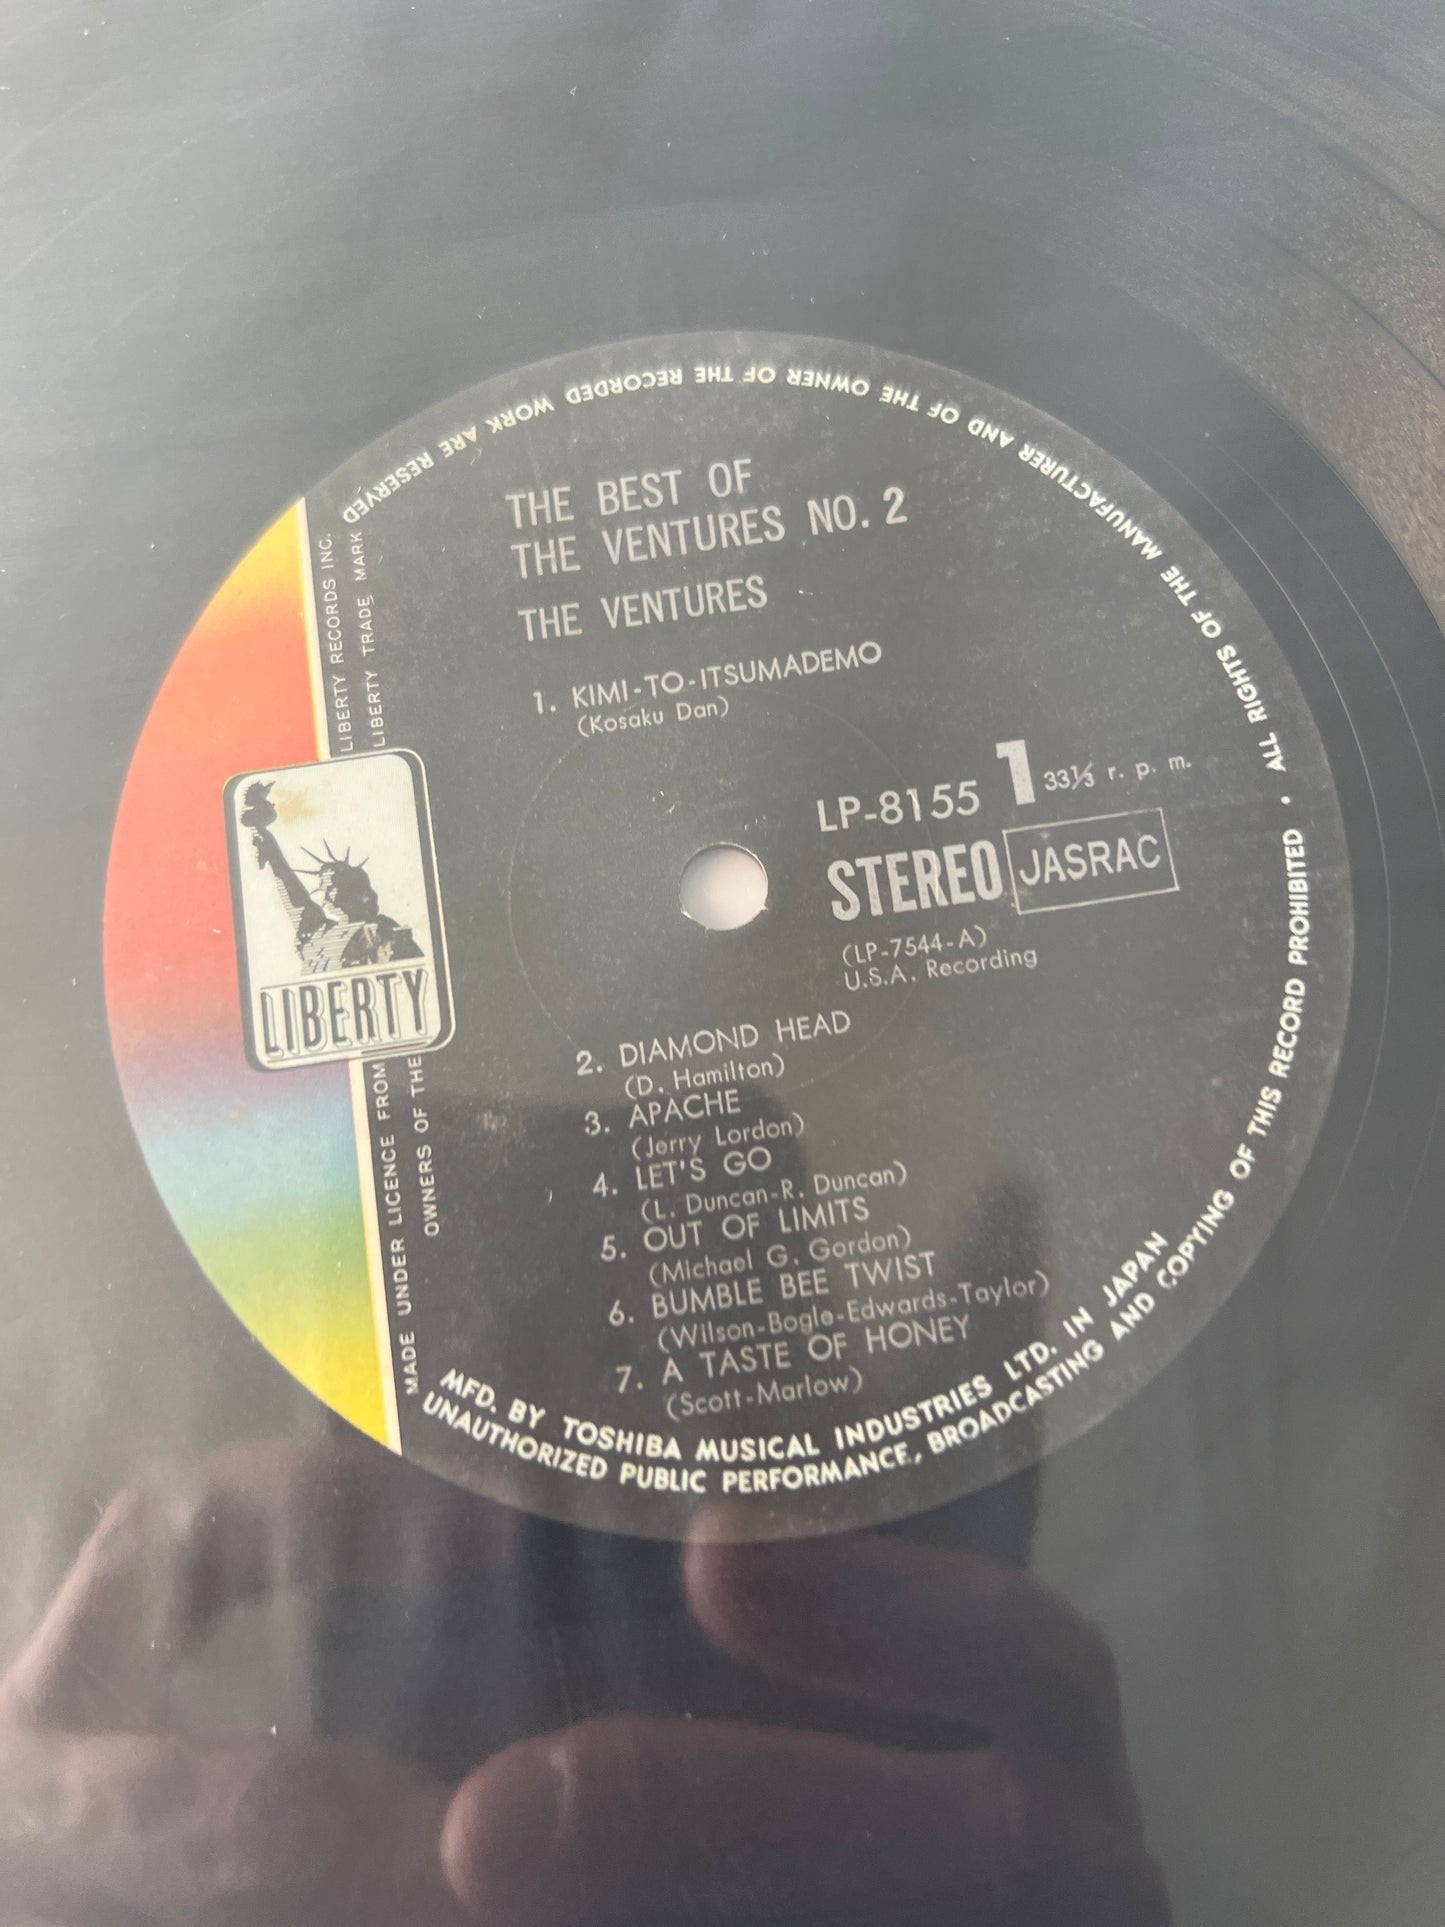 THE BEST OF
THE VENTURES NO. 2
THE VENTURES
1. KIMI-TO-ITSUMADEMO
(Kosaku Dan)
LP-8155 1 33⅓ r. p. m.
STEREO JASRAC
(LP-7544-A)
U.S.A. Recording
2. DIAMOND HEAD
(D. Hamilton)
3. APACHE
(Jerry Lordon)
4. LET'S GO
(L. Duncan-R. Duncan)
5. OUT OF LIMITS
(Michael G. Gordon)
6. BUMBLE BEE TWIST
(Wilson-Bogle-Edwards-Taylor)
7. A TASTE OF HONEY
(Scott-Marlow)
LIBERTY
MADE UNDER LICENCE FROM LIBERTY RECORDS INC.
OWNERS OF THE LIBERTY TRADE MARK
MFD. BY TOSHIBA MUSICAL INDUSTRIES LTD. IN JAPAN
UNAUTHORIZED PUBLIC PERFORMANCE, BROADCASTING AND COPYING OF THIS RECORD PROHIBITED • ALL RIGHTS OF THE MANUFACTURER AND OF THE OWNER OF THE RECORDED WORK ARE RESERVED